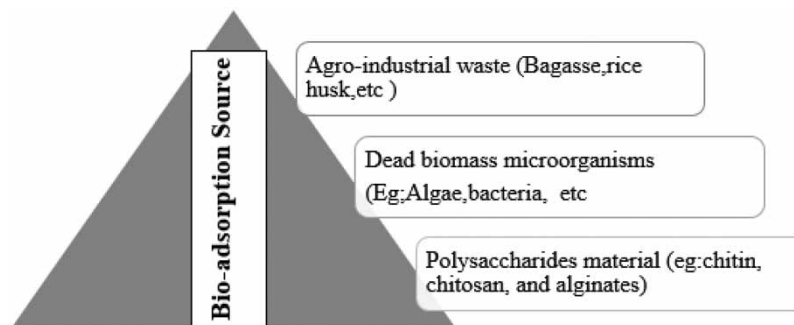 Bio-adsorption Source
Agro-industrial waste (Bagasse,rice
husk,etc )
Dead biomass microorganisms
(Eg;Algae,bacteria, etc
Polysaccharides material (eg:chitin,
chitosan, and alginates)